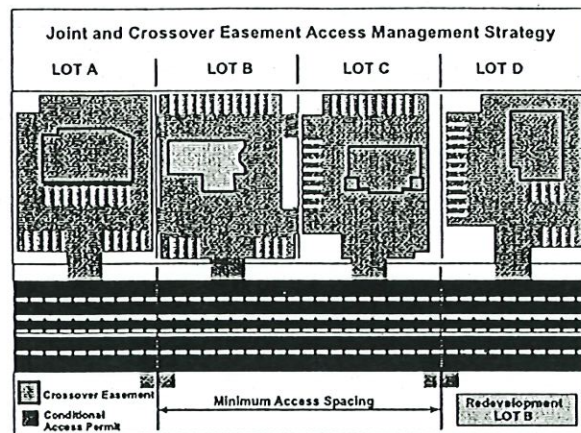 Joint and Crossover Easement Access Management Strategy
LOT A LOT B LOT C LOT D
Crossover Easement
Conditional
Access Permit
Minimum Access Spacing
Redevelopment
LOT B